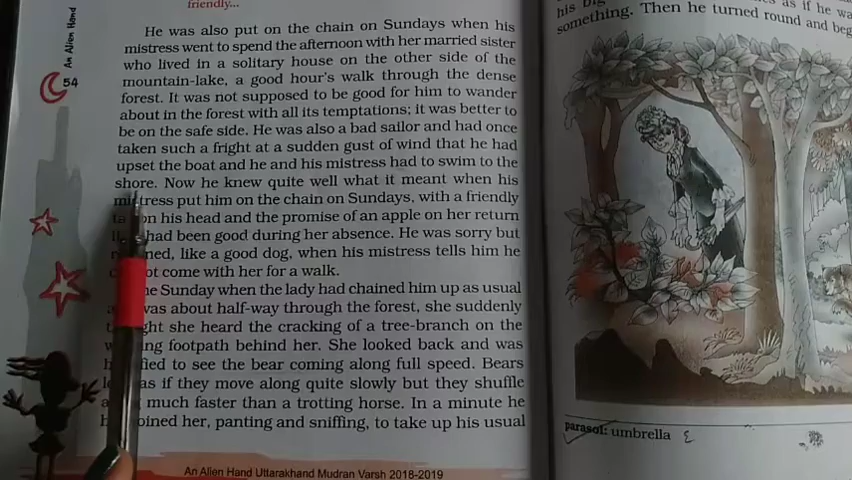 friendly...
He was also put on the chain on Sundays when his
mistress went to spend the afternoon with her married sister
who lived in a solitary house on the other side of the
mountain-lake, a good hour's walk through the dense
forest. It was not supposed to be good for him to wander
about in the forest with all its temptations; it was better to
be on the safe side. He was also a bad sailor and had once
taken such a fright at a sudden gust of wind that he had
upset the boat and he and his mistress had to swim to the
shore. Now he knew quite well what it meant when his
mistress put him on the chain on Sundays, with a friendly
on his head and the promise of an apple on her return
had been good during her absence. He was sorry but
like a good dog, when his mistress tells him he
come with her for a walk.
Sunday when the lady had chained him up as usual
was about half-way through the forest, she suddenly
she heard the cracking of a tree-branch on the
footpath behind her. She looked back and was
to see the bear coming along full speed. Bears
as if they move along quite slowly but they shuffle
much faster than a trotting horse. In a minute he
her, panting and sniffing, to take up his usual
An Alien Hand
54
An Alien Hand Uttarakhand Mudran Varsh 2018-2019
his big as if he
something. Then he turned round and
parasol: umbrella